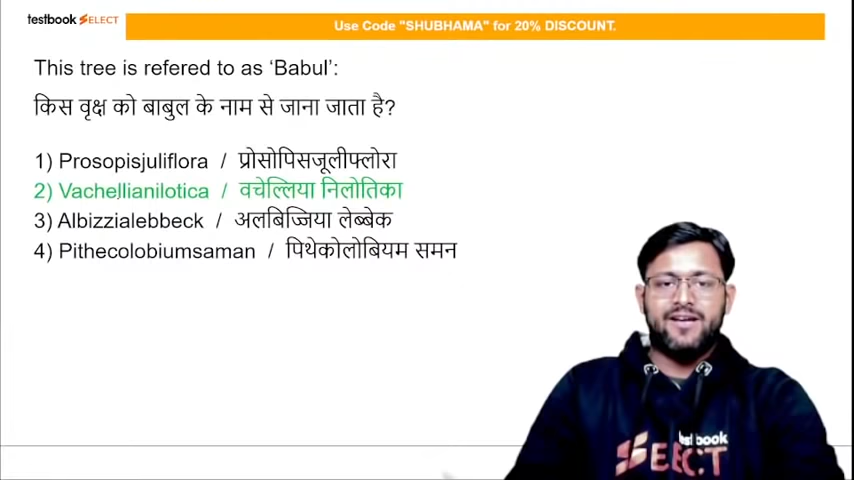 testbook SELECT
Use Code "SHUBHAMA" for 20% DISCOUNT.
This tree is refered to as ‘Babul’:
किस वृक्ष को बाबुल के नाम से जाना जाता है?
1) Prosopisjuliflora / प्रोसोपिसजूलीफ्लोरा
2) Vachellianilotica / वचेल्लिया निलोतिका
3) Albizzialebbeck / अलबिज्जिया लेब्बेक
4) Pithecolobiumsaman / पिथेकोलोबियम समन
testbook
SELECT